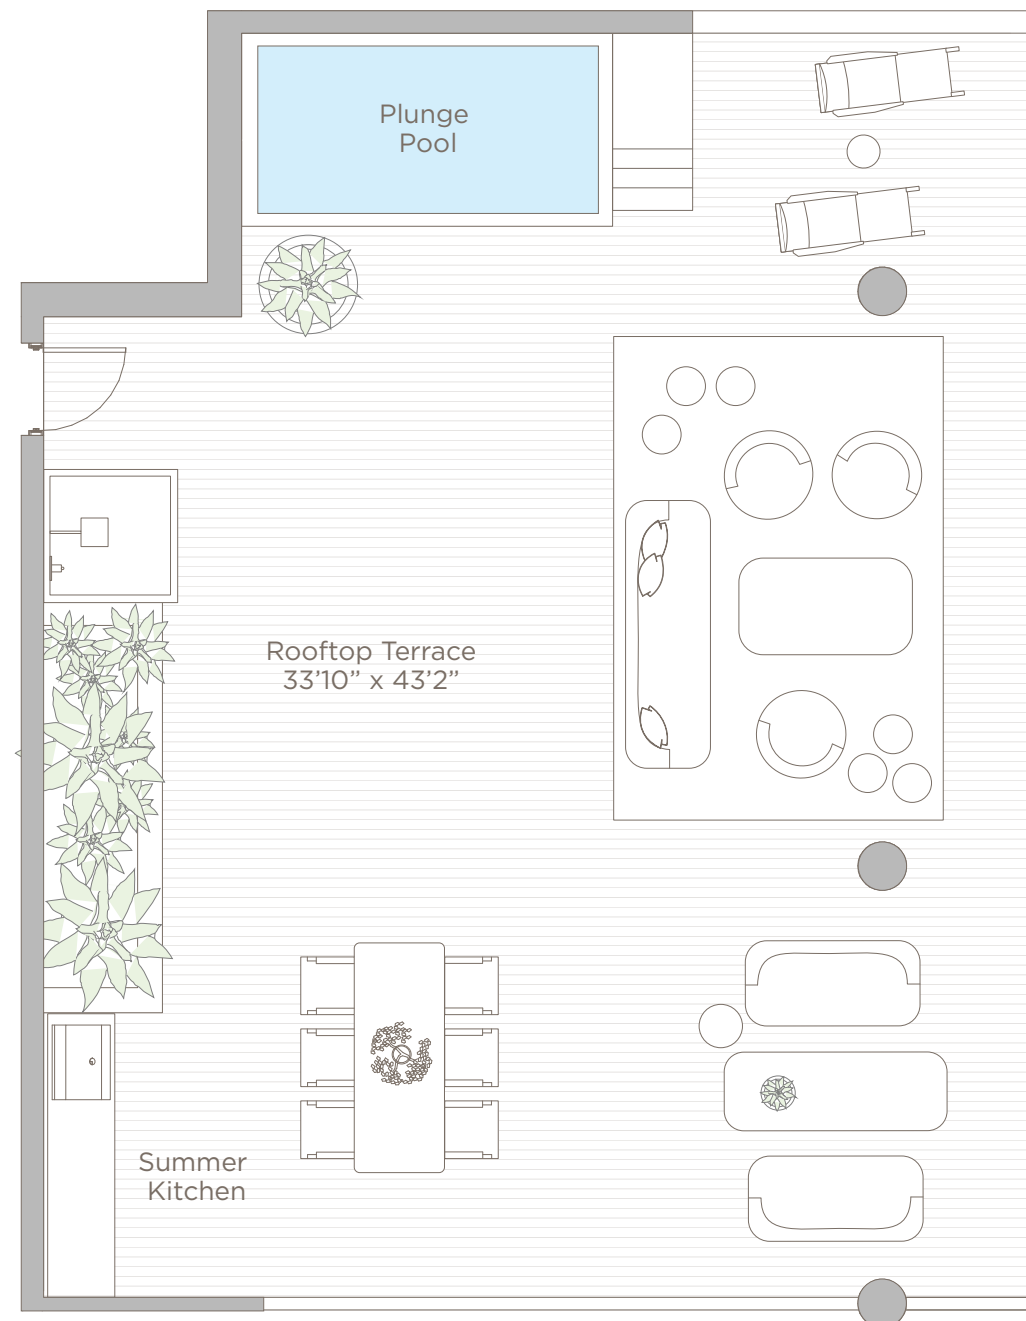 Plunge
Pool
Rooftop Terrace
33’10” x 43’2”
Summer
Kitchen